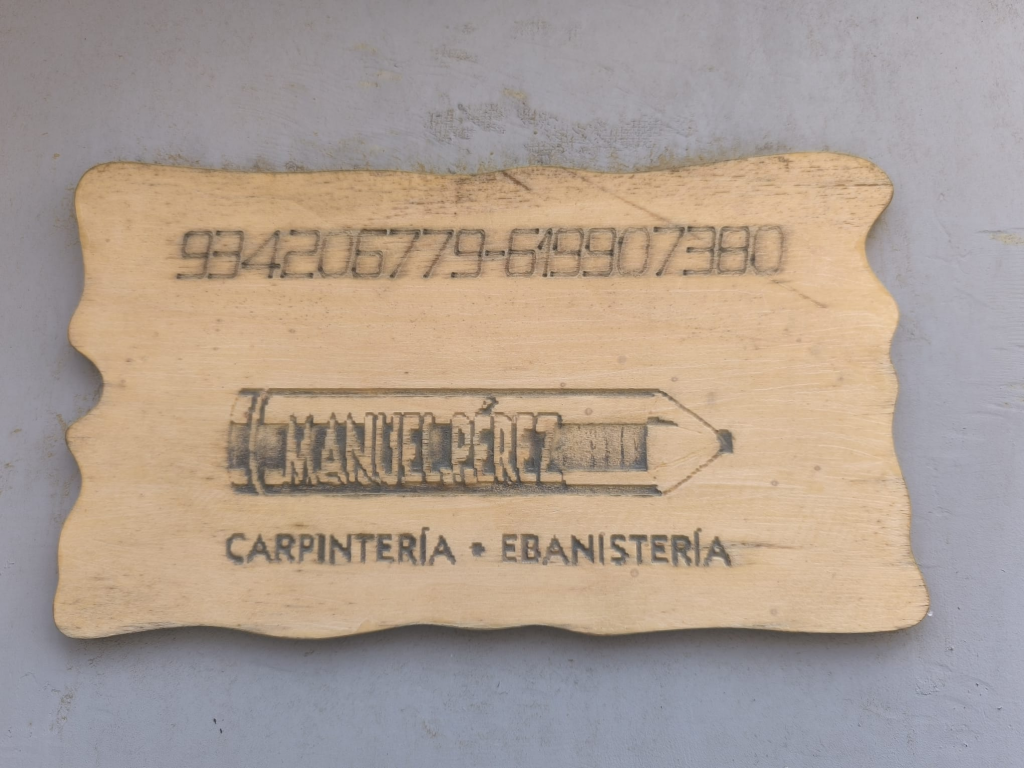 934206779-619907380
MANUEL.PÉREZ
CARPINTERÍA • EBANISTERÍA